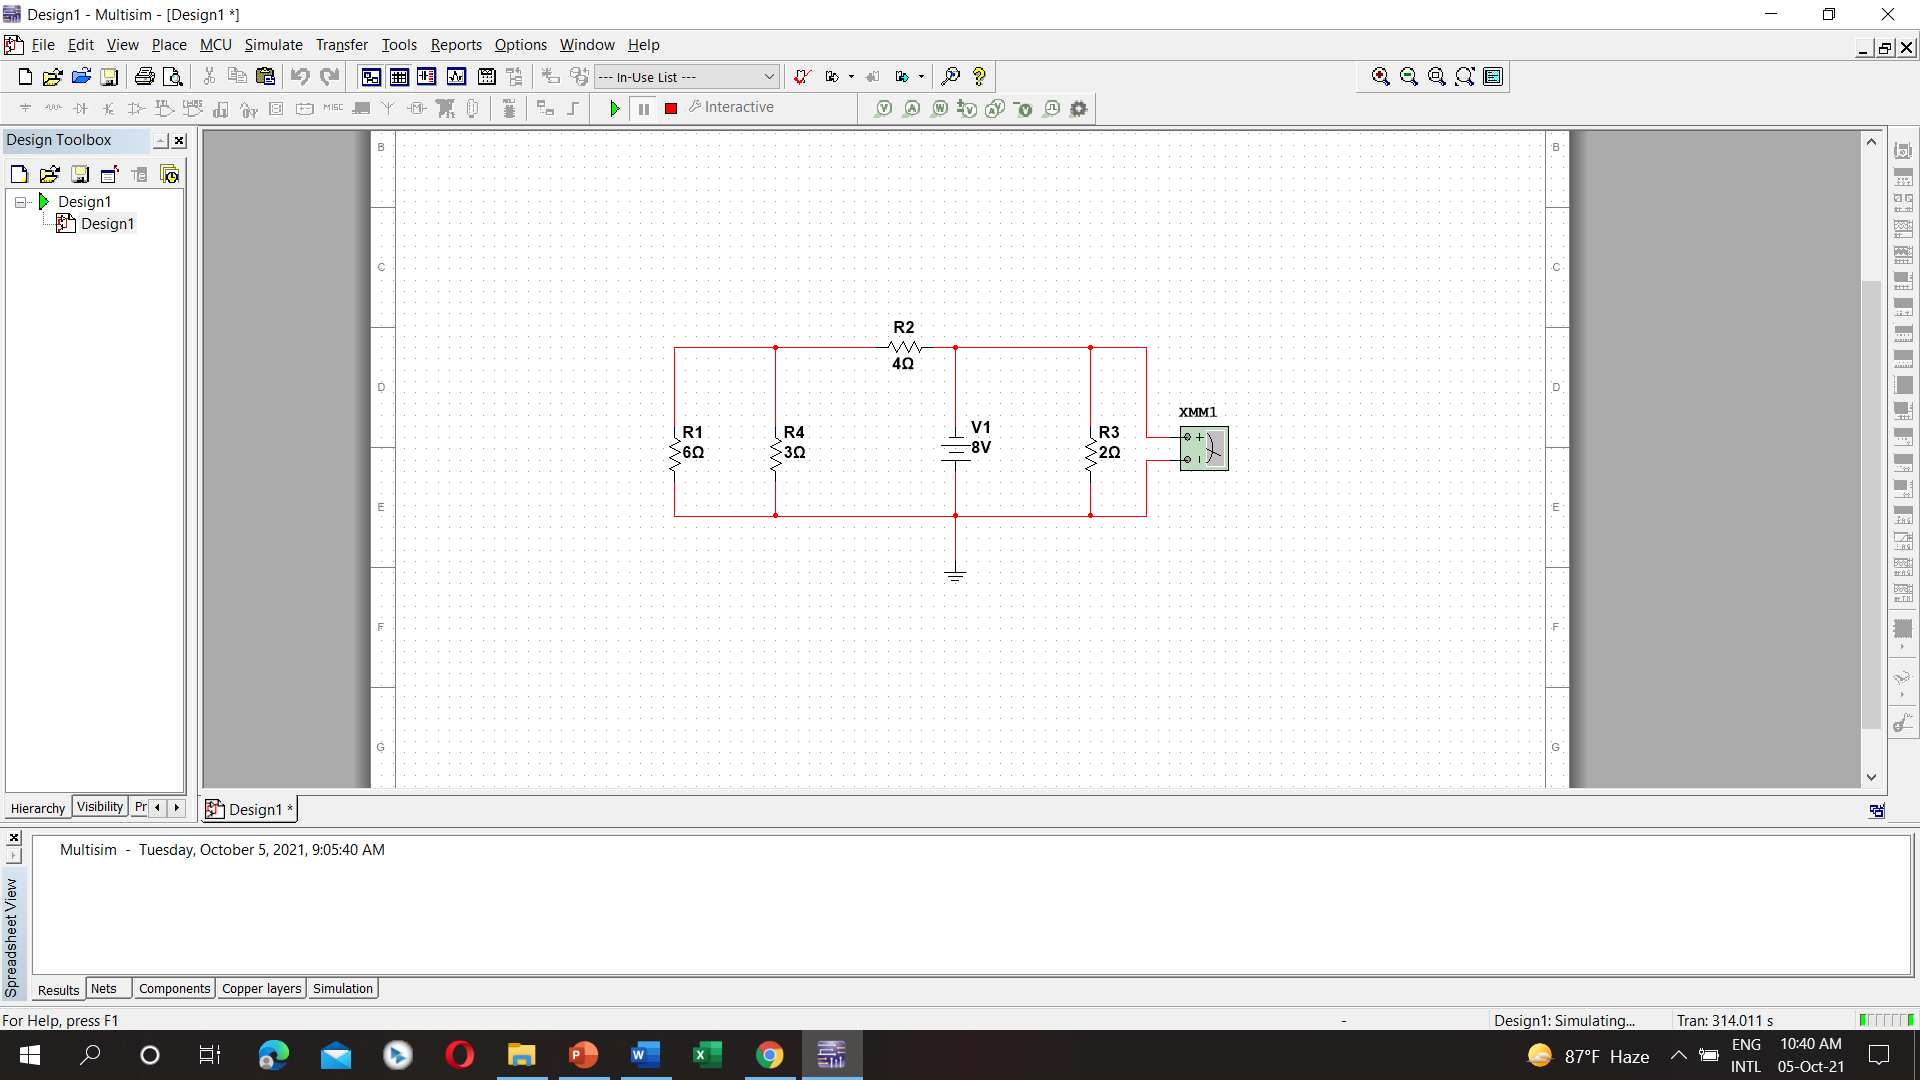 Design1 - Multisim - [Design1 *]
File Edit View Place MCU Simulate Transfer Tools Reports Options Window Help
--- In-Use List ---
MISC Interactive
Design Toolbox
Design1
Design1
B B
C C
R2
4Ω
D D
XMM1
R1 R4 V1 R3
6Ω 3Ω 8V 2Ω
E E
F F
G G
Hierarchy Visibility Pr
Design1 *
Multisim - Tuesday, October 5, 2021, 9:05:40 AM
Spreadsheet View
Results Nets Components Copper layers Simulation
For Help, press F1 - Design1: Simulating... Tran: 314.011 s
87°F Haze
ENG
INTL
10:40 AM
05-Oct-21